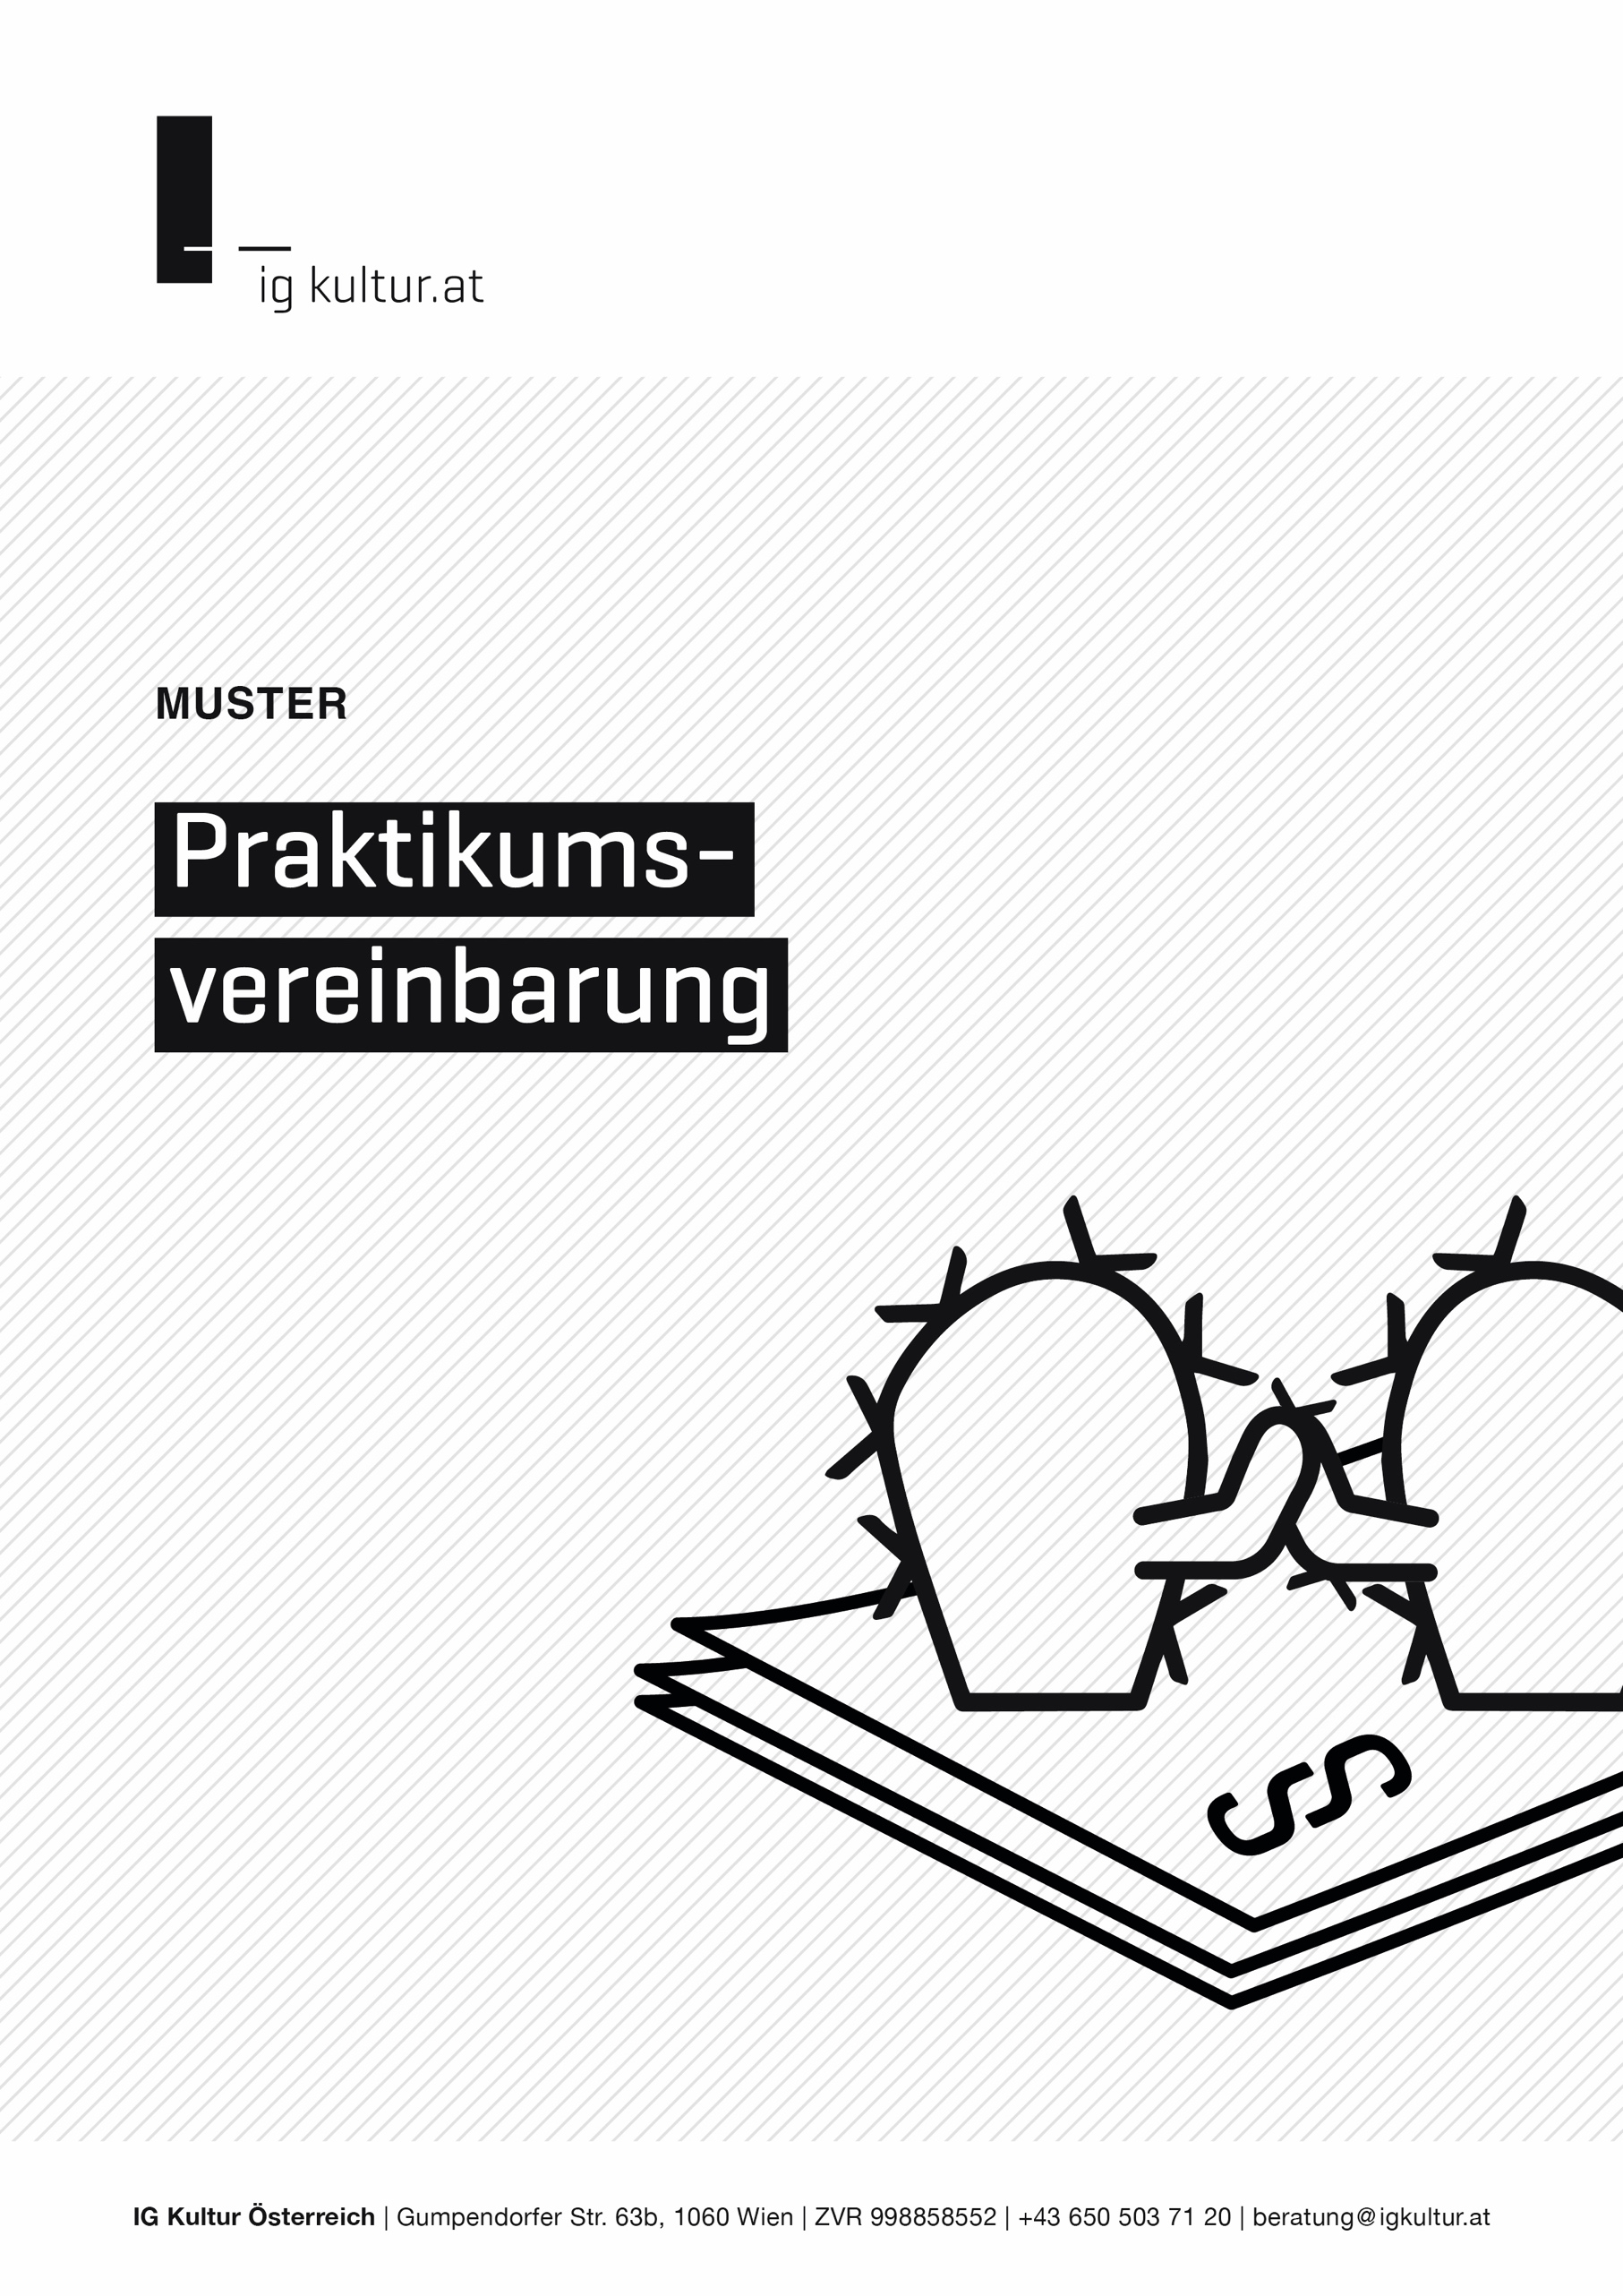 ig kultur.at
MUSTER
Praktikums-
vereinbarung
§§
IG Kultur Österreich | Gumpendorfer Str. 63b, 1060 Wien | ZVR 998858552 | +43 650 503 71 20 | beratung@igkultur.at